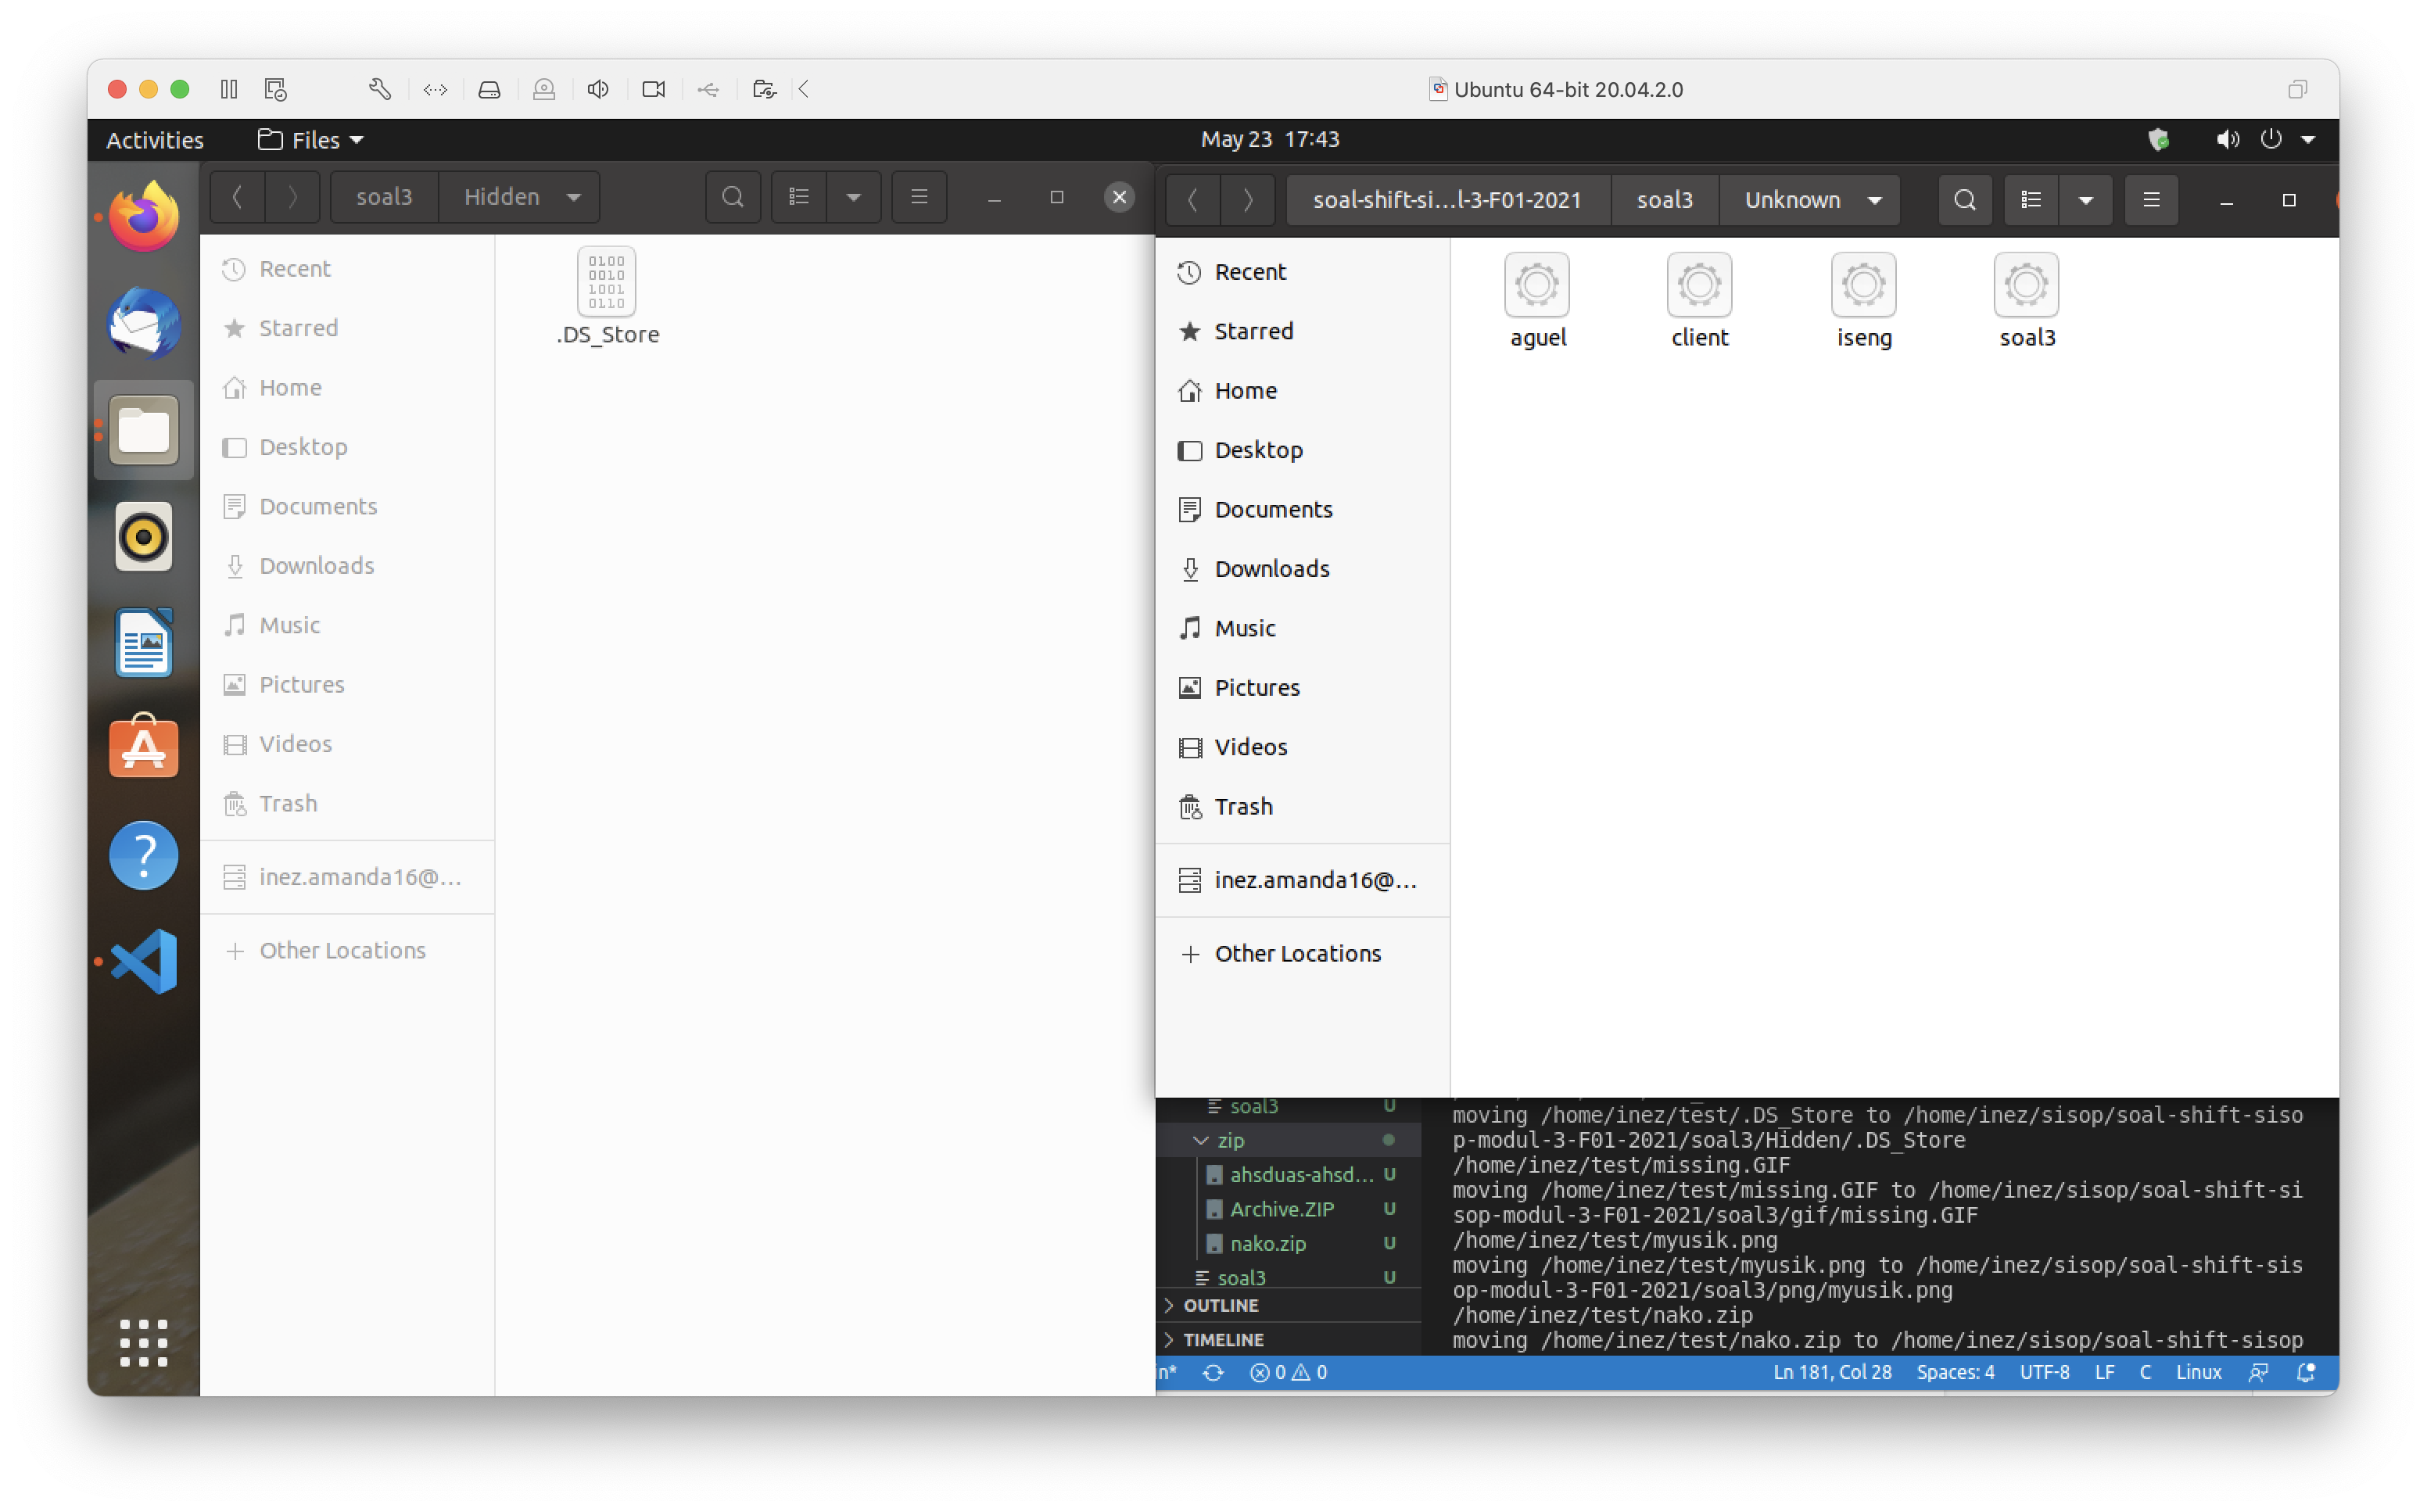 Ubuntu 64-bit 20.04.2.0
Activities
Files
May 23 17:43
soal3
Hidden
Recent
Starred
Home
Desktop
Documents
Downloads
Music
Pictures
Videos
Trash
inez.amanda16@...
Other Locations
0100
0010
1001
0110
.DS_Store
soal-shift-si...l-3-F01-2021
soal3
Unknown
Recent
Starred
Home
Desktop
Documents
Downloads
Music
Pictures
Videos
Trash
inez.amanda16@...
Other Locations
aguel
client
iseng
soal3
soal3 U
zip
ahsduas-ahsd... U
Archive.ZIP U
nako.zip U
soal3 U
OUTLINE
TIMELINE
moving /home/inez/test/.DS_Store to /home/inez/sisop/soal-shift-siso
p-modul-3-F01-2021/soal3/Hidden/.DS_Store
/home/inez/test/missing.GIF
moving /home/inez/test/missing.GIF to /home/inez/sisop/soal-shift-si
sop-modul-3-F01-2021/soal3/gif/missing.GIF
/home/inez/test/myusik.png
moving /home/inez/test/myusik.png to /home/inez/sisop/soal-shift-sis
op-modul-3-F01-2021/soal3/png/myusik.png
/home/inez/test/nako.zip
moving /home/inez/test/nako.zip to /home/inez/sisop/soal-shift-sisop
in* 0 0 Ln 181, Col 28 Spaces: 4 UTF-8 LF C Linux